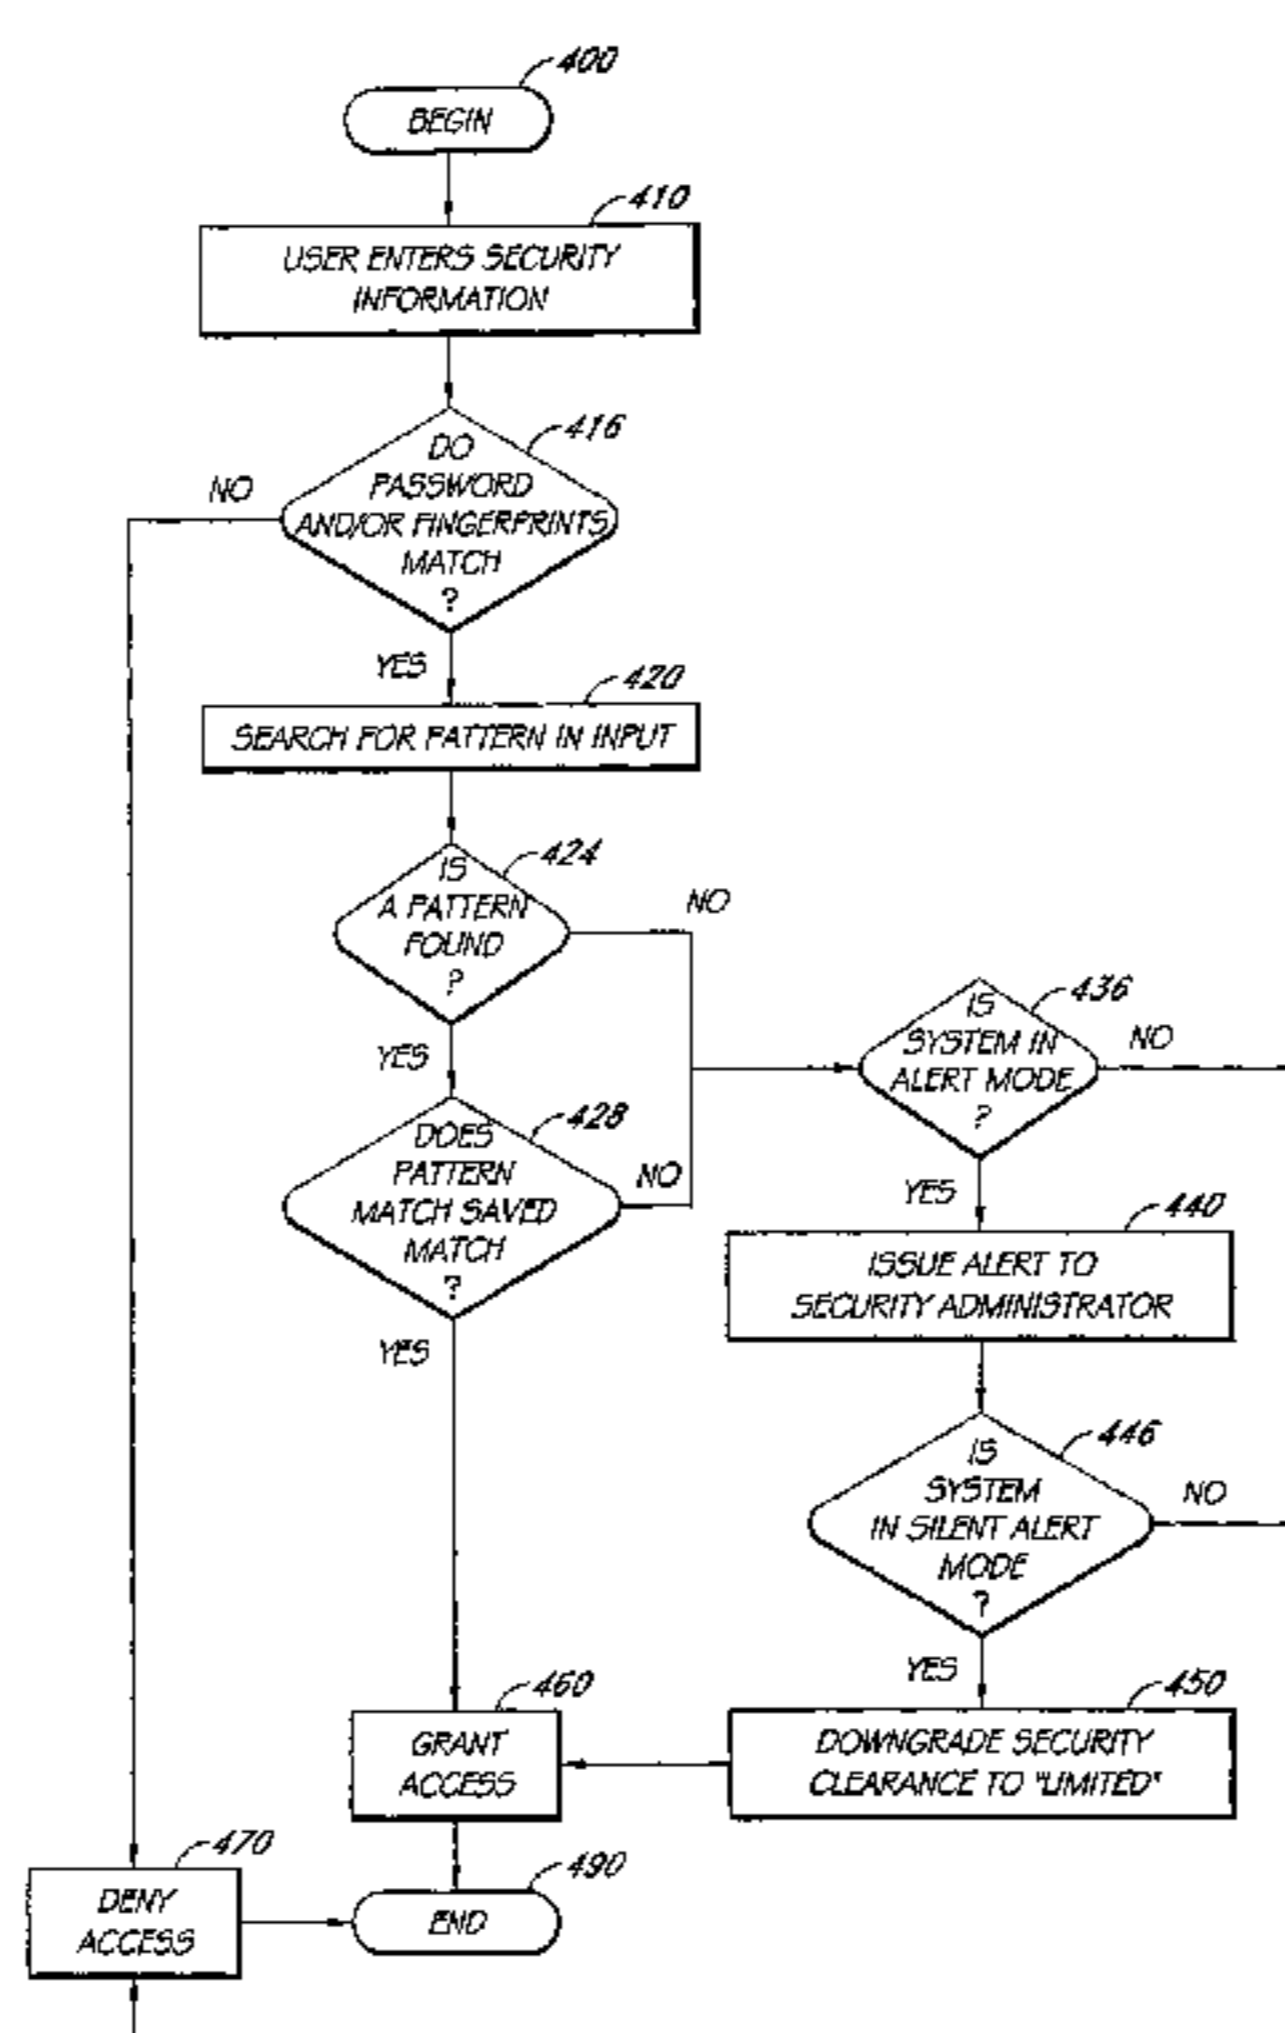 400
BEGIN
410
USER ENTERS SECURITY
INFORMATION
416
DO
PASSWORD
AND/OR FINGERPRINTS
MATCH
?
NO
YES
420
SEARCH FOR PATTERN IN INPUT
424
IS
A PATTERN
FOUND
?
NO
YES
428
DOES
PATTERN
MATCH SAVED
MATCH
?
NO
YES
436
IS
SYSTEM IN
ALERT MODE
?
NO
YES
440
ISSUE ALERT TO
SECURITY ADMINISTRATOR
446
IS
SYSTEM
IN SILENT ALERT
MODE
?
NO
YES
450
DOWNGRADE SECURITY
CLEARANCE TO "LIMITED"
460
GRANT
ACCESS
470
DENY
ACCESS
490
END